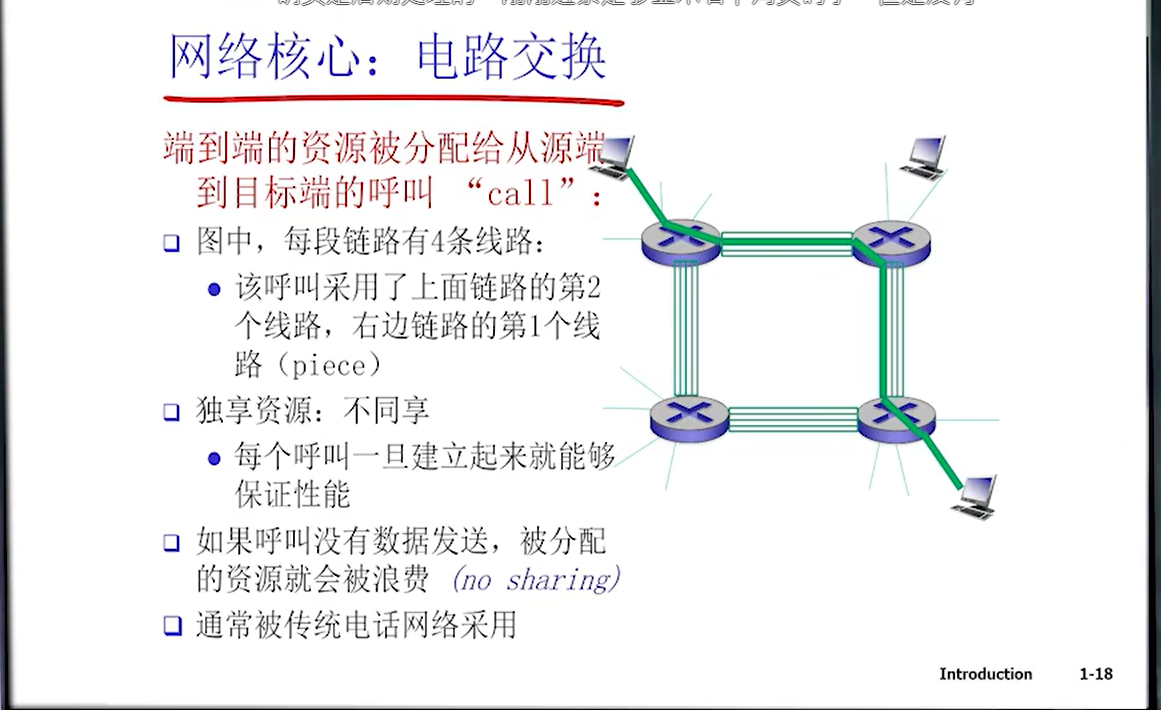 网络核心：电路交换
端到端的资源被分配给从源端
到目标端的呼叫 “call”：
❑ 图中，每段链路有4条线路：
● 该呼叫采用了上面链路的第2
个线路，右边链路的第1个线
路（piece）
❑ 独享资源：不同享
● 每个呼叫一旦建立起来就能够
保证性能
❑ 如果呼叫没有数据发送，被分配
的资源就会被浪费 (no sharing)
❑ 通常被传统电话网络采用
Introduction 1-18